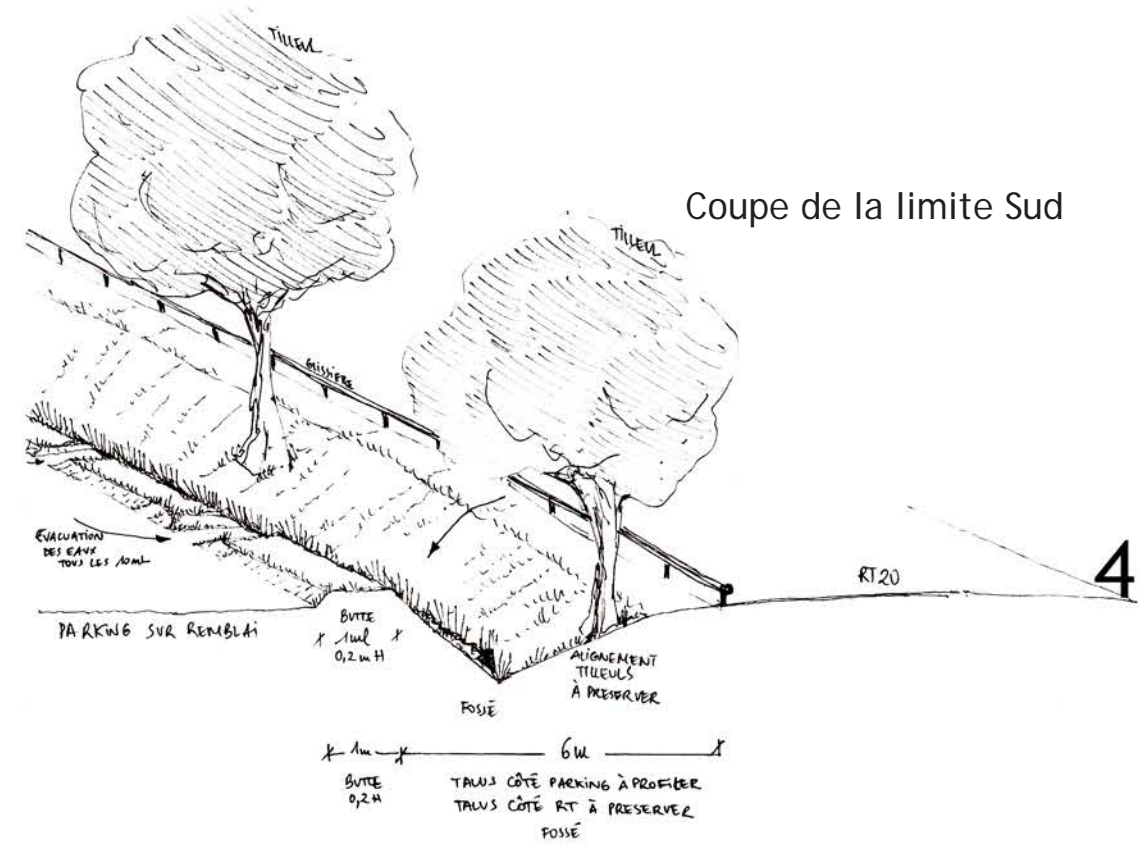 TILLEUL
Coupe de la limite Sud
TILLEUL
GLISSIERE
EVACUATION
DES EAUX
TOUS LES 10ml
4
RT20
PARKING SUR REMBLAI
BUTTE
1ml
0,2 m H
FOSSÉ
ALIGNEMENT
TILLEULS
À PRESERVER
1m
6m
BUTTE
0,2 H
TALUS CÔTÉ PARKING À PROFILER
TALUS CÔTÉ RT À PRESERVER
FOSSÉ